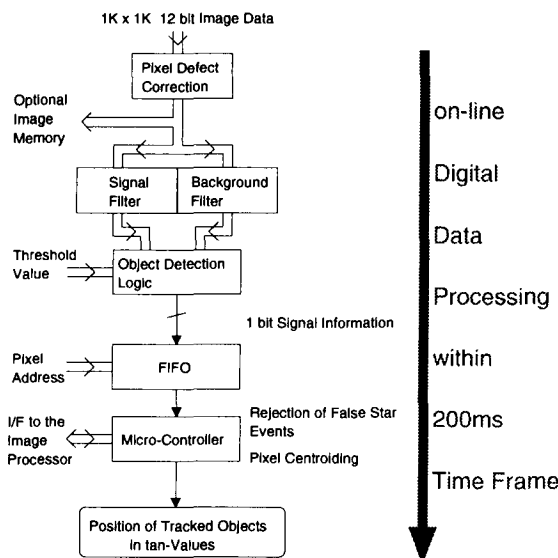 1K x 1K 12 bit Image Data
Pixel Defect
Correction
Optional
Image
Memory
Signal
Filter
Background
Filter
Threshold
Value
Object Detection
Logic
1 bit Signal Information
Pixel
Address
FIFO
I/F to the
Image
Processor
Micro-Controller
Rejection of False Star
Events
Pixel Centroiding
Position of Tracked Objects
in tan-Values
on-line
Digital
Data
Processing
within
200ms
Time Frame